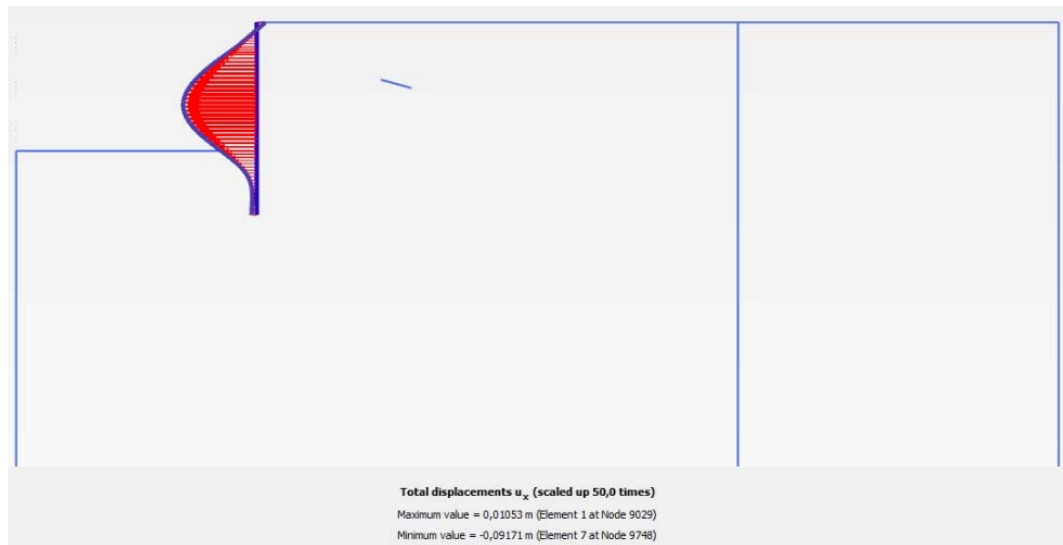 Total displacements uₓ (scaled up 50,0 times)
Maximum value = 0,01053 m (Element 1 at Node 9029)
Minimum value = -0,09171 m (Element 7 at Node 9748)